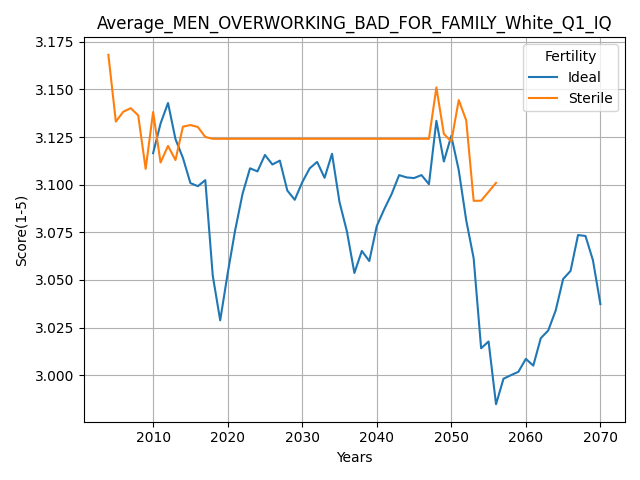 Average_MEN_OVERWORKING_BAD_FOR_FAMILY_White_Q1_IQ
3.175
3.150
3.125
3.100
3.075
3.050
3.025
3.000
Score(1-5)
Fertility
Ideal
Sterile
2010 2020 2030 2040 2050 2060 2070
Years